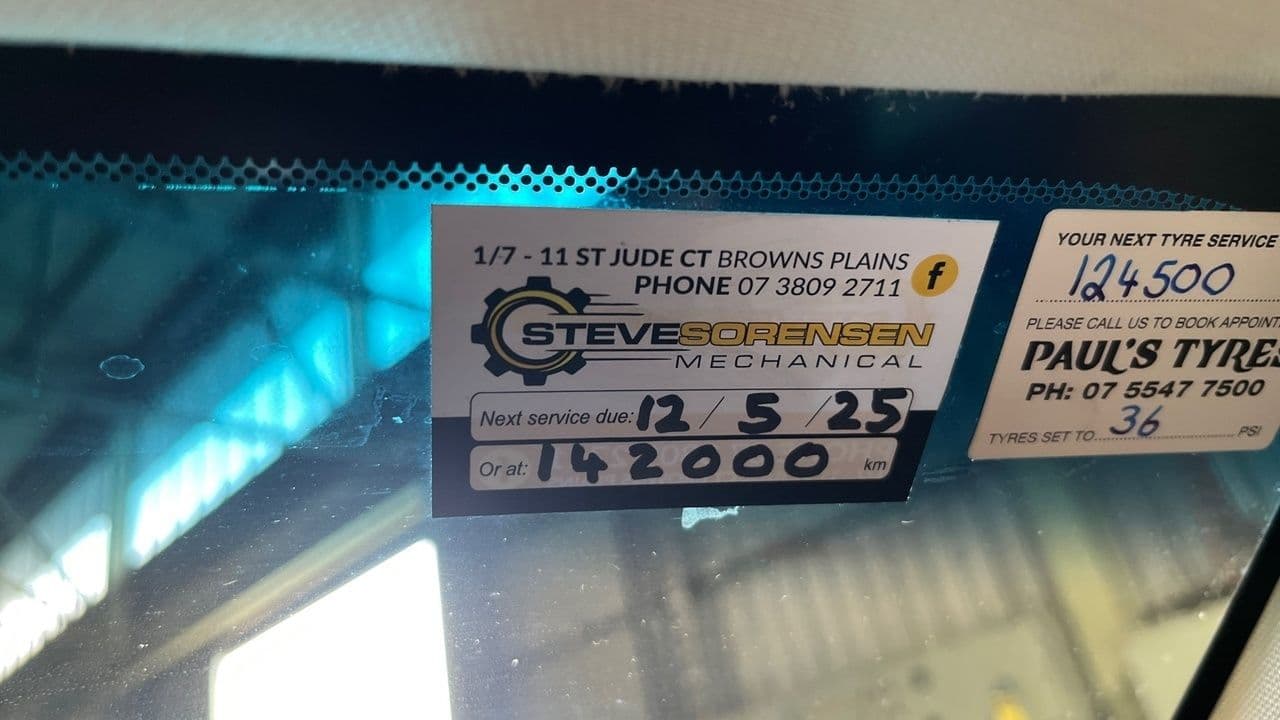 1/7 - 11 ST JUDE CT BROWNS PLAINS
PHONE 07 3809 2711 f
STEVESORENSEN
MECHANICAL
Next service due: 12 / 5 / 25
Or at: 142000 km
YOUR NEXT TYRE SERVICE
124500
PLEASE CALL US TO BOOK APPOINT
PAUL'S TYRES
PH: 07 5547 7500
TYRES SET TO 36 PSI